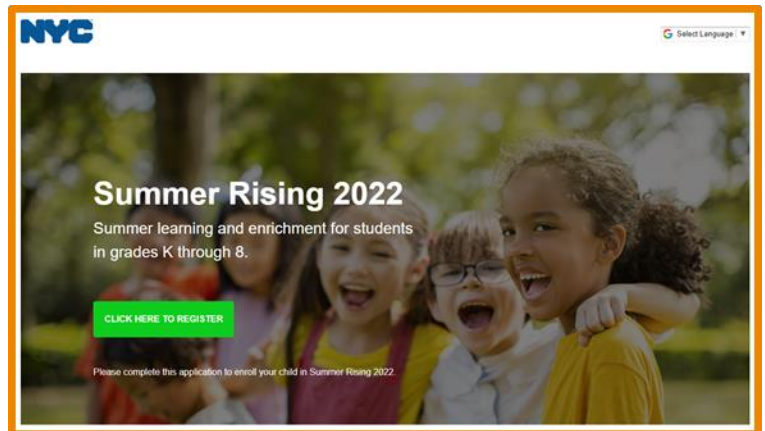 NYC
Select Language ▼
Summer Rising 2022
Summer learning and enrichment for students
in grades K through 8.
CLICK HERE TO REGISTER
Please complete this application to enroll your child in Summer Rising 2022.